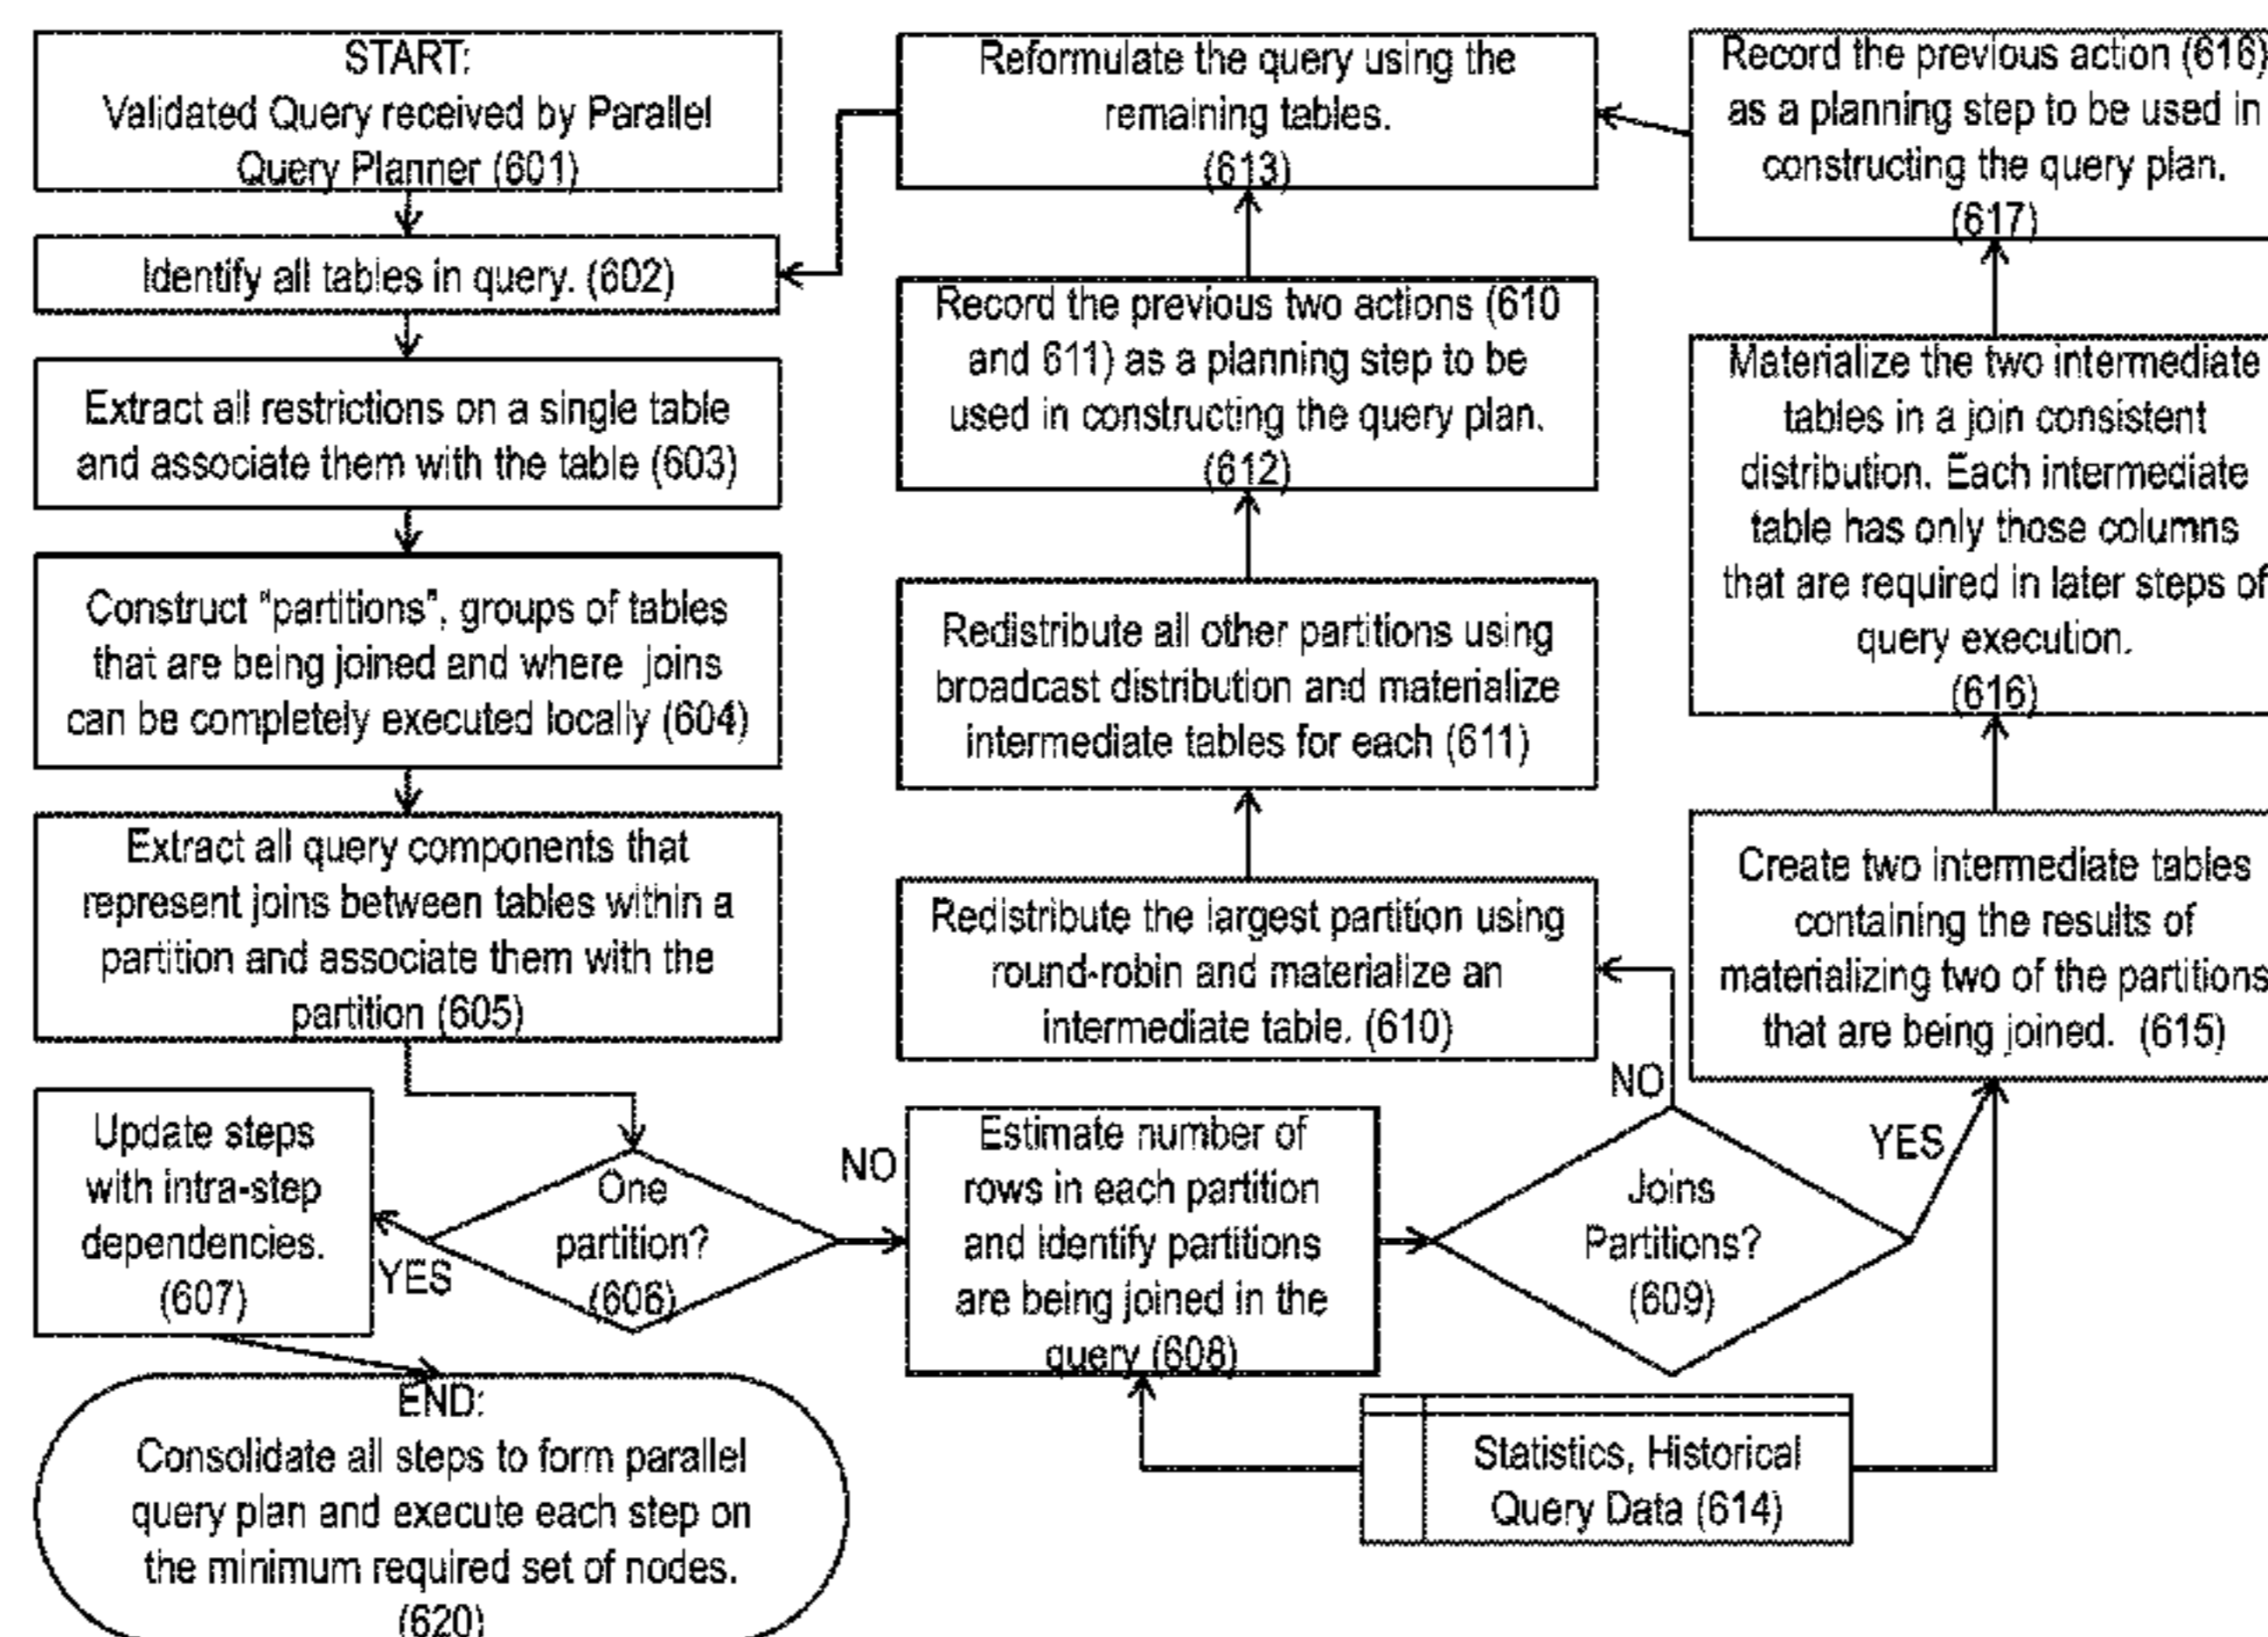 START:
Validated Query received by Parallel
Query Planner (601)
Identify all tables in query. (602)
Extract all restrictions on a single table
and associate them with the table (603)
Construct "partitions", groups of tables
that are being joined and where joins
can be completely executed locally (604)
Extract all query components that
represent joins between tables within a
partition and associate them with the
partition (605)
One
partition?
(606)
YES
NO
Update steps
with intra-step
dependencies.
(607)
END:
Consolidate all steps to form parallel
query plan and execute each step on
the minimum required set of nodes.
(620)
Estimate number of
rows in each partition
and identify partitions
are being joined in the
query (608)
Joins
Partitions?
(609)
NO
YES
Redistribute the largest partition using
round-robin and materialize an
intermediate table. (610)
Redistribute all other partitions using
broadcast distribution and materialize
intermediate tables for each (611)
Record the previous two actions (610
and 611) as a planning step to be
used in constructing the query plan.
(612)
Reformulate the query using the
remaining tables.
(613)
Statistics, Historical
Query Data (614)
Create two intermediate tables
containing the results of
materializing two of the partitions
that are being joined. (615)
Materialize the two intermediate
tables in a join consistent
distribution. Each intermediate
table has only those columns
that are required in later steps of
query execution.
(616)
Record the previous action (616)
as a planning step to be used in
constructing the query plan.
(617)